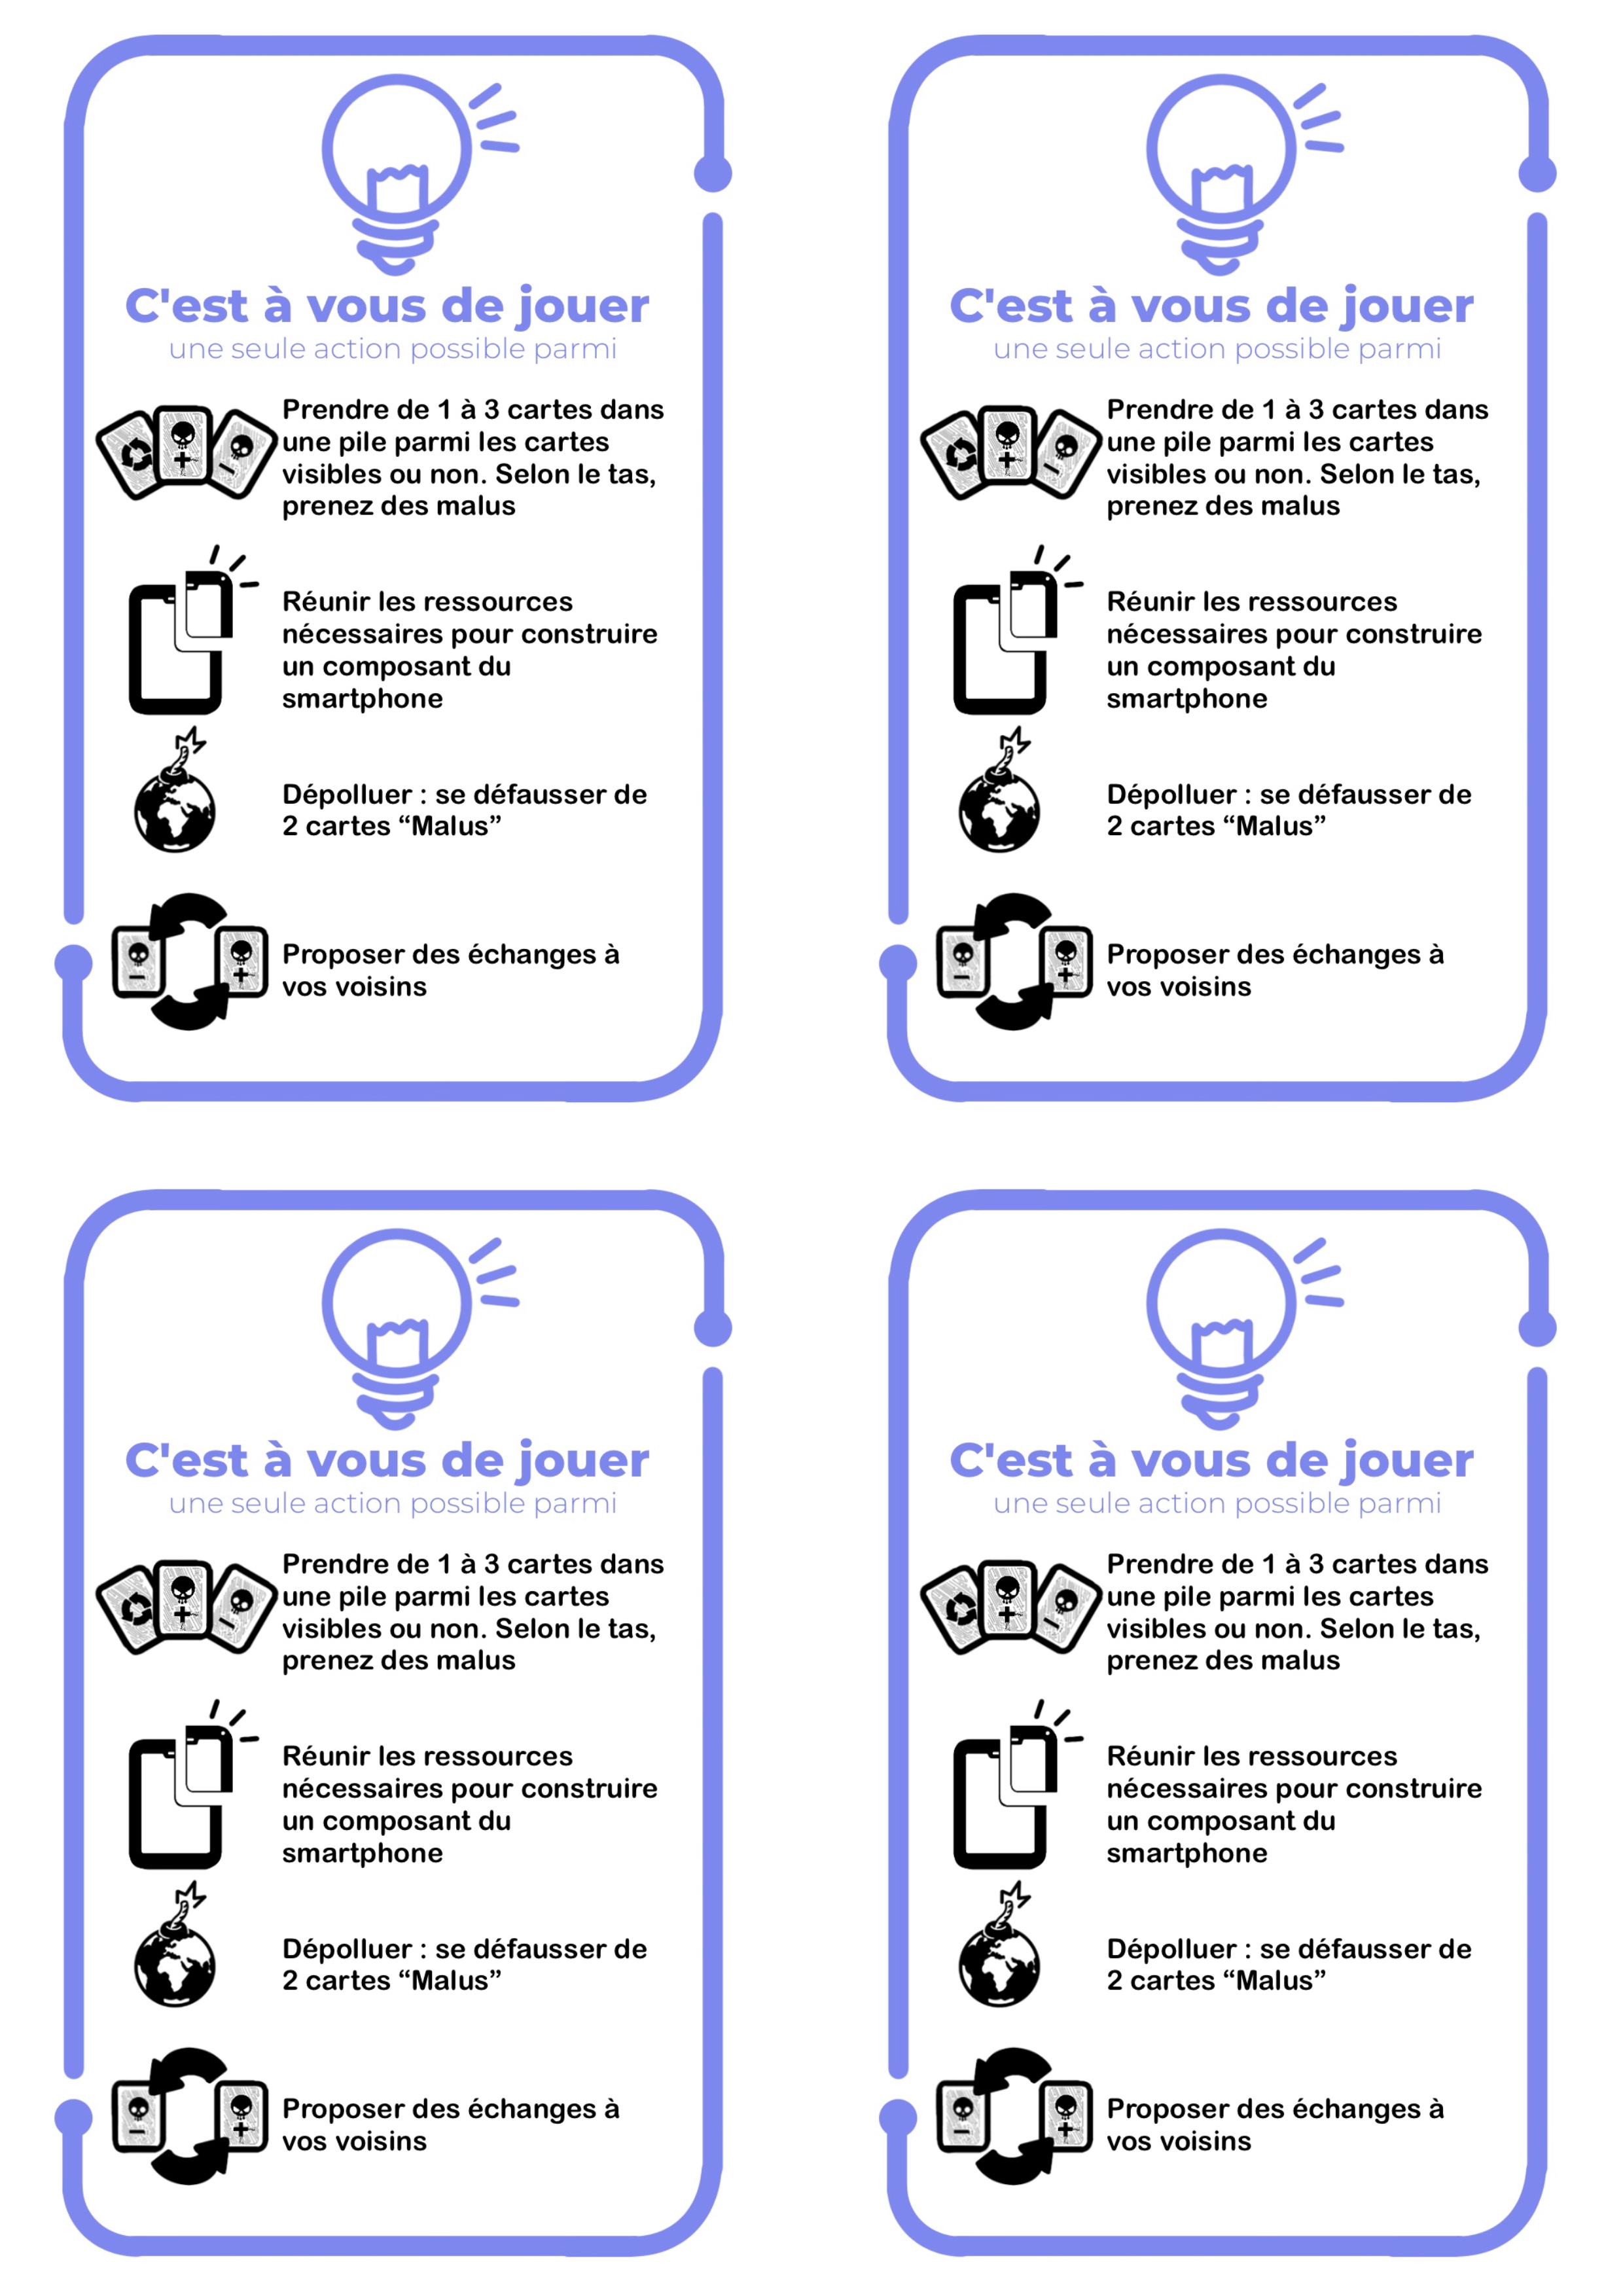 C'est à vous de jouer
une seule action possible parmi
Prendre de 1 à 3 cartes dans
une pile parmi les cartes
visibles ou non. Selon le tas,
prenez des malus
Réunir les ressources
nécessaires pour construire
un composant du
smartphone
Dépolluer : se défausser de
2 cartes “Malus”
Proposer des échanges à
vos voisins
C'est à vous de jouer
une seule action possible parmi
Prendre de 1 à 3 cartes dans
une pile parmi les cartes
visibles ou non. Selon le tas,
prenez des malus
Réunir les ressources
nécessaires pour construire
un composant du
smartphone
Dépolluer : se défausser de
2 cartes “Malus”
Proposer des échanges à
vos voisins
C'est à vous de jouer
une seule action possible parmi
Prendre de 1 à 3 cartes dans
une pile parmi les cartes
visibles ou non. Selon le tas,
prenez des malus
Réunir les ressources
nécessaires pour construire
un composant du
smartphone
Dépolluer : se défausser de
2 cartes “Malus”
Proposer des échanges à
vos voisins
C'est à vous de jouer
une seule action possible parmi
Prendre de 1 à 3 cartes dans
une pile parmi les cartes
visibles ou non. Selon le tas,
prenez des malus
Réunir les ressources
nécessaires pour construire
un composant du
smartphone
Dépolluer : se défausser de
2 cartes “Malus”
Proposer des échanges à
vos voisins